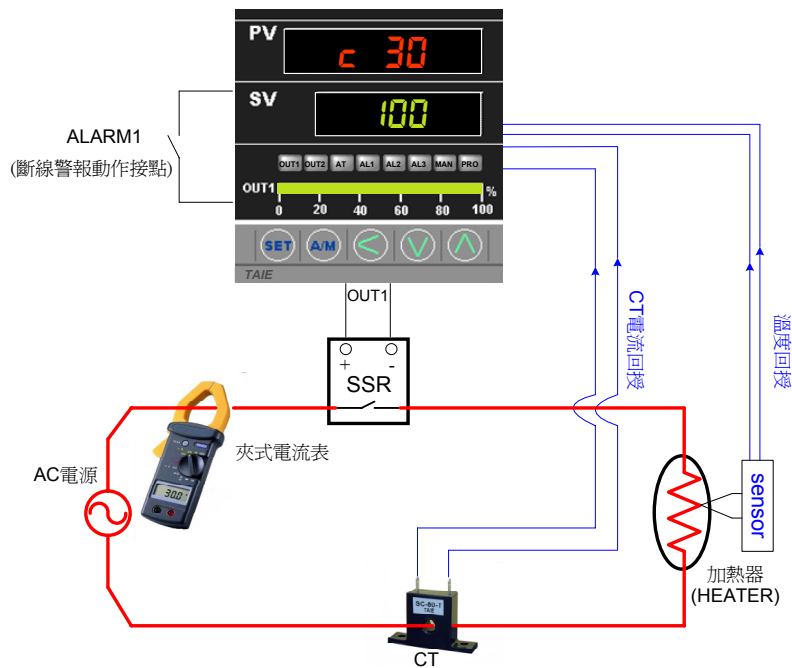 PV
c 30
SV
100
ALARM1
(斷線警報動作接點)
OUT1 OUT2 AT AL1 AL2 AL3 MAN PRO
OUT1
%
0 20 40 60 80 100
SET A/M
TAIE
OUT1
+ -
SSR
CT電流回授
溫度回授
夾式電流表
AC電源
30.0
sensor
加熱器
(HEATER)
SC-80-T
TAIE
CT